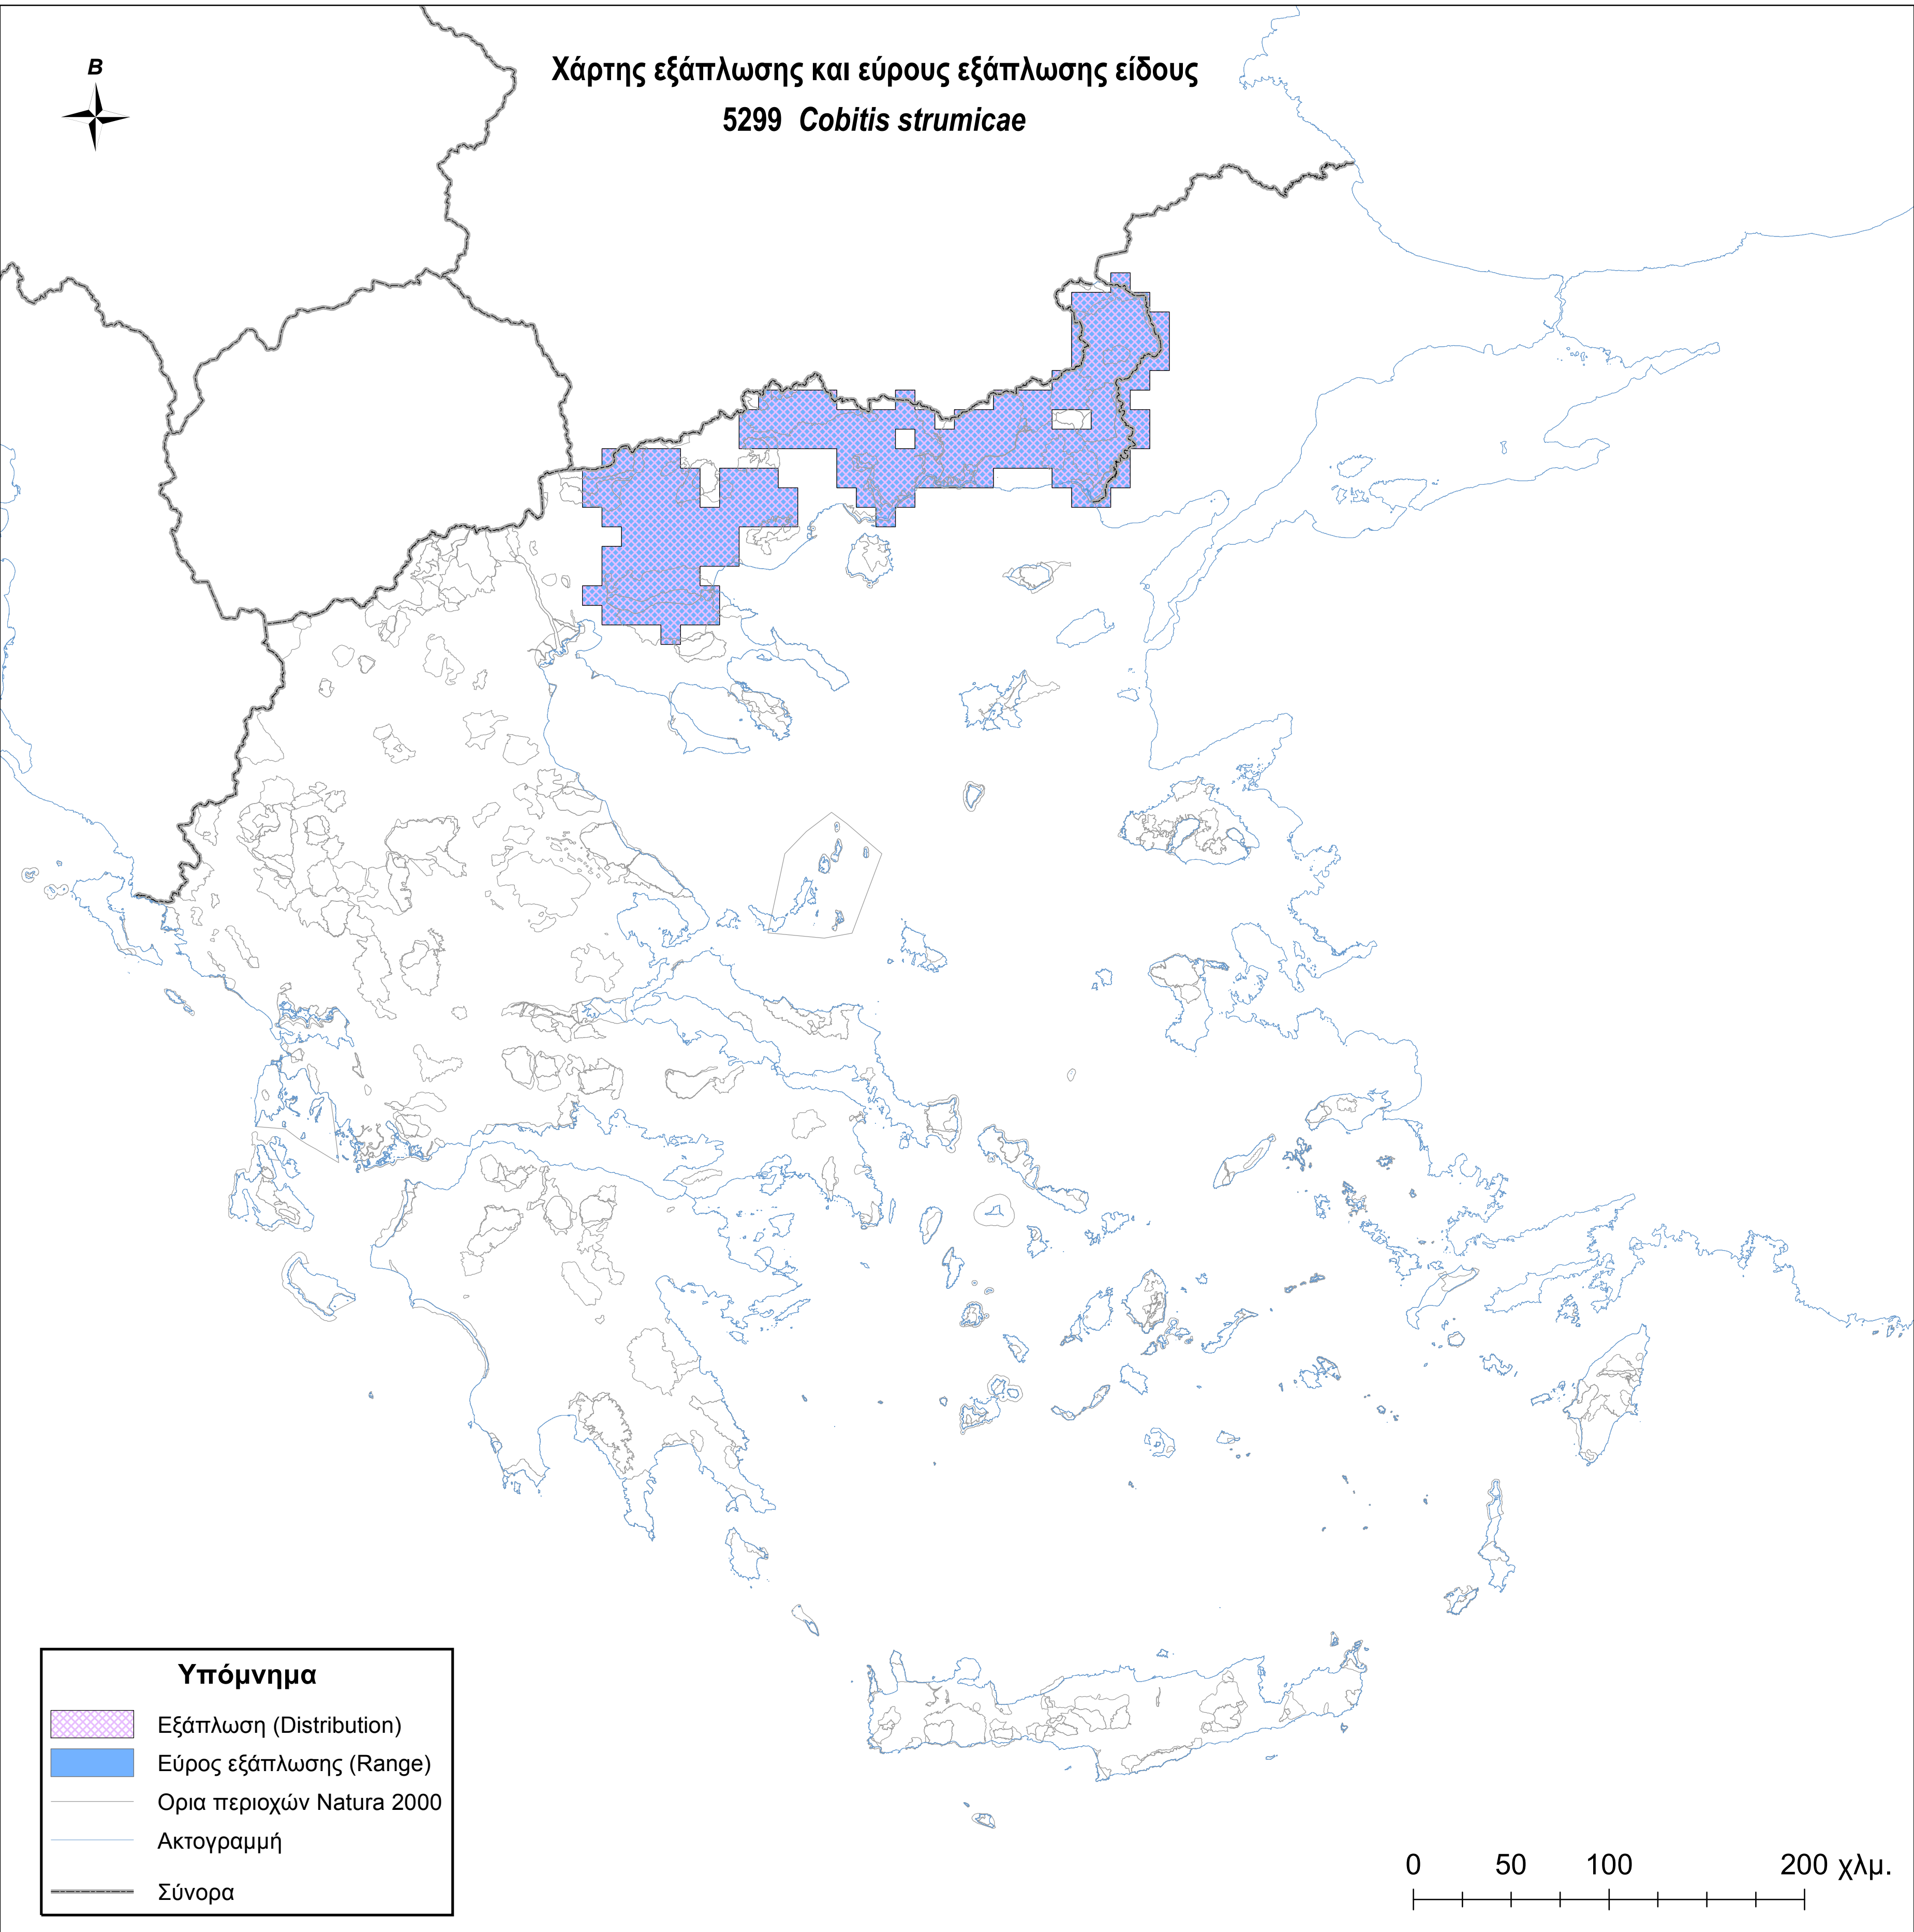 Χάρτης εξάπλωσης και εύρους εξάπλωσης είδους
5299 Cobitis strumicae
Β
Υπόμνημα
Εξάπλωση (Distribution)
Εύρος εξάπλωσης (Range)
Ορια περιοχών Natura 2000
Ακτογραμμή
Σύνορα
0 50 100 200 χλμ.